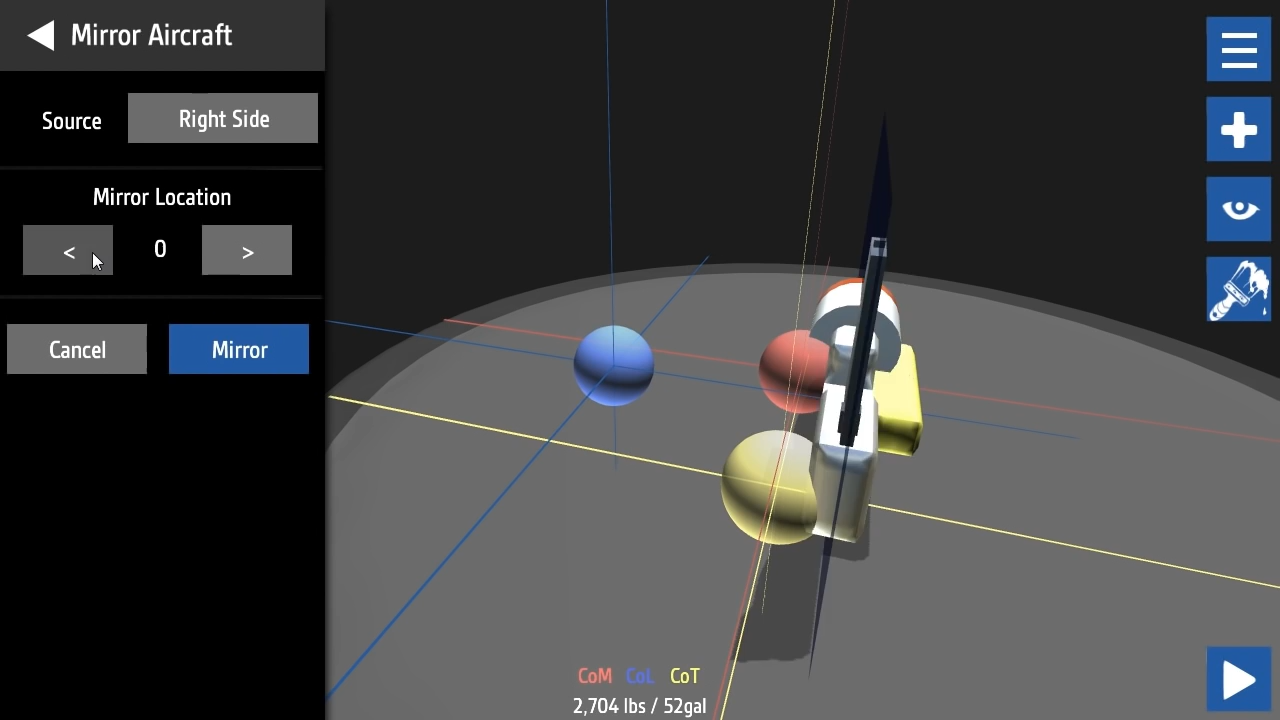 Mirror Aircraft
Source
Right Side
Mirror Location
<
0
>
Cancel
Mirror
CoM CoL CoT
2,704 lbs / 52gal